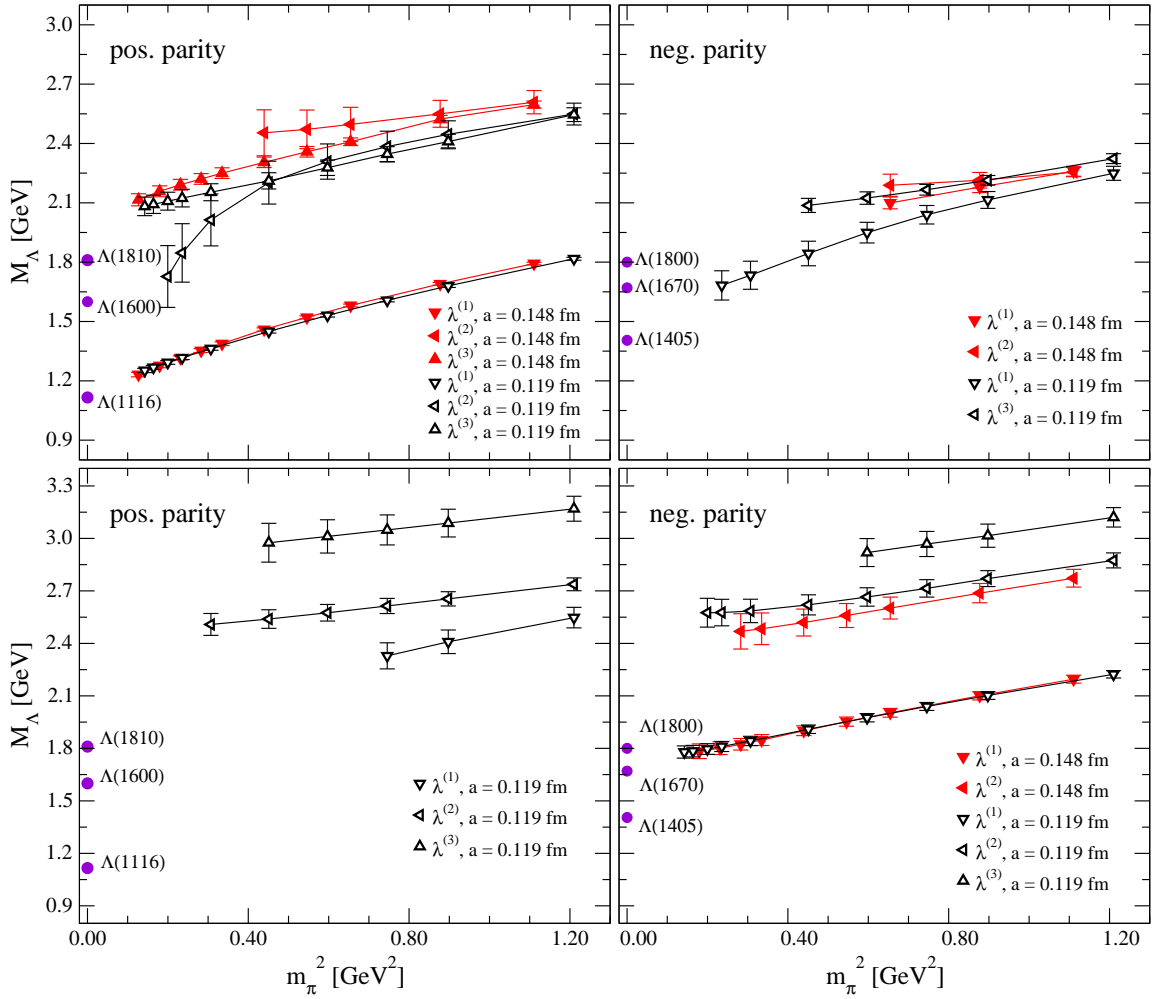 3.0
2.7
2.4
2.1
1.8
1.5
1.2
0.9
M_Λ [GeV]
pos. parity
Λ(1810)
Λ(1600)
Λ(1116)
λ^(1), a = 0.148 fm
λ^(2), a = 0.148 fm
λ^(3), a = 0.148 fm
λ^(1), a = 0.119 fm
λ^(2), a = 0.119 fm
λ^(3), a = 0.119 fm
neg. parity
Λ(1800)
Λ(1670)
Λ(1405)
λ^(1), a = 0.148 fm
λ^(2), a = 0.148 fm
λ^(1), a = 0.119 fm
λ^(3), a = 0.119 fm
3.3
3.0
2.7
2.4
2.1
1.8
1.5
1.2
0.9
M_Λ [GeV]
pos. parity
Λ(1810)
Λ(1600)
Λ(1116)
λ^(1), a = 0.119 fm
λ^(2), a = 0.119 fm
λ^(3), a = 0.119 fm
0.00 0.40 0.80 1.20
m_π^2 [GeV^2]
neg. parity
Λ(1800)
Λ(1670)
Λ(1405)
λ^(1), a = 0.148 fm
λ^(2), a = 0.148 fm
λ^(1), a = 0.119 fm
λ^(2), a = 0.119 fm
λ^(3), a = 0.119 fm
0.00 0.40 0.80 1.20
m_π^2 [GeV^2]